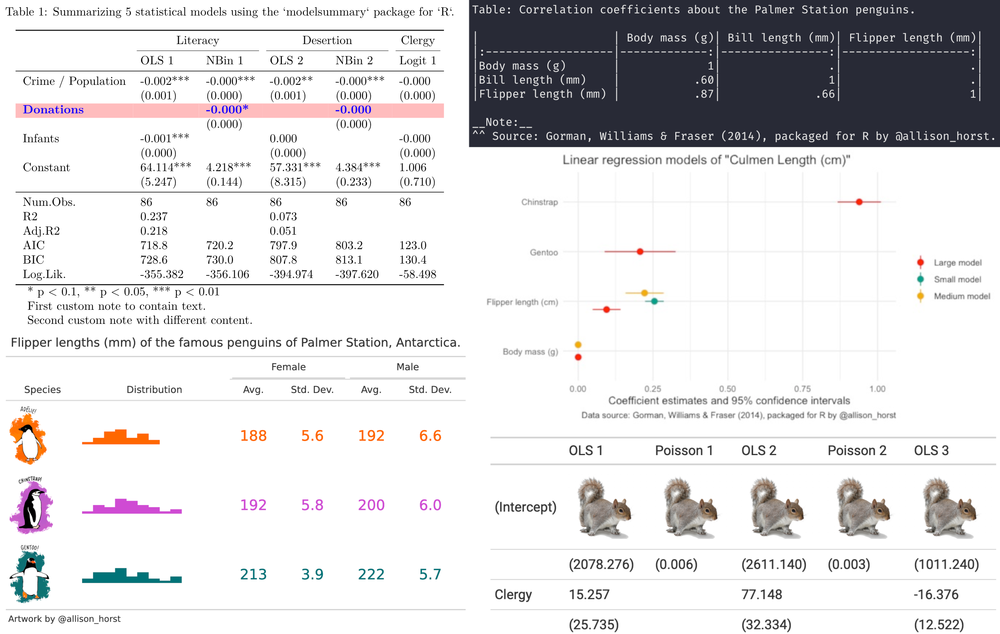 Table 1: Summarizing 5 statistical models using the ‘modelsummary‘ package for ‘R‘.
Literacy Desertion Clergy
OLS 1 NBin 1 OLS 2 NBin 2 Logit 1
Crime / Population -0.002*** -0.000*** -0.002** -0.000*** -0.000
(0.001) (0.000) (0.001) (0.000) (0.000)
Donations -0.000* -0.000
(0.000) (0.000)
Infants -0.001*** 0.000 -0.000
(0.000) (0.000) (0.000)
Constant 64.114*** 4.218*** 57.331*** 4.384*** 1.006
(5.247) (0.144) (8.315) (0.233) (0.710)
Num.Obs. 86 86 86 86 86
R2 0.237 0.073
Adj.R2 0.218 0.051
AIC 718.8 720.2 797.9 803.2 123.0
BIC 728.6 730.0 807.8 813.1 130.4
Log.Lik. -355.382 -356.106 -394.974 -397.620 -58.498
* p < 0.1, ** p < 0.05, *** p < 0.01
First custom note to contain text.
Second custom note with different content.
Table: Correlation coefficients about the Palmer Station penguins.
| | Body mass (g)| Bill length (mm)| Flipper length (mm)|
|:-------------------|-------------:|----------------:|-------------------:|
|Body mass (g) | 1| .| .|
|Bill length (mm) | .60| 1| .|
|Flipper length (mm) | .87| .66| 1|
__Note:__
^^ Source: Gorman, Williams & Fraser (2014), packaged for R by @allison_horst.
Linear regression models of "Culmen Length (cm)"
Chinstrap
Gentoo
Flipper length (cm)
Body mass (g)
0.00 0.25 0.50 0.75 1.00
Coefficient estimates and 95% confidence intervals
Data source: Gorman, Williams & Fraser (2014), packaged for R by @allison_horst
Large model
Small model
Medium model
Flipper lengths (mm) of the famous penguins of Palmer Station, Antarctica.
Female Male
Species Distribution Avg. Std. Dev. Avg. Std. Dev.
ADÉLIE!
188 5.6 192 6.6
CHINSTRAP!
192 5.8 200 6.0
GENTOO!
213 3.9 222 5.7
Artwork by @allison_horst
OLS 1 Poisson 1 OLS 2 Poisson 2 OLS 3
(Intercept)
(2078.276) (0.006) (2611.140) (0.003) (1011.240)
Clergy 15.257 77.148 -16.376
(25.735) (32.334) (12.522)